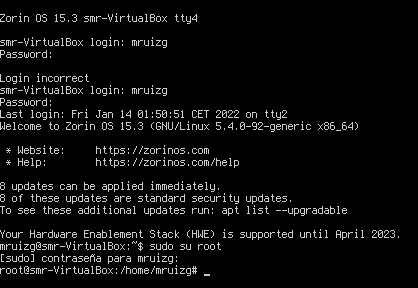 Zorin OS 15.3 smr-VirtualBox tty4
smr-VirtualBox login: mruizg
Password:
Login incorrect
smr-VirtualBox login: mruizg
Password:
Last login: Fri Jan 14 01:50:51 CET 2022 on tty2
Welcome to Zorin OS 15.3 (GNU/Linux 5.4.0-92-generic x86_64)
* Website: https://zorinos.com
* Help: https://zorinos.com/help
8 updates can be applied immediately.
8 of these updates are standard security updates.
To see these additional updates run: apt list --upgradable
Your Hardware Enablement Stack (HWE) is supported until April 2023.
mruizg@smr-VirtualBox:~$ sudo su root
[sudo] contraseña para mruizg:
root@smr-VirtualBox:/home/mruizg# _